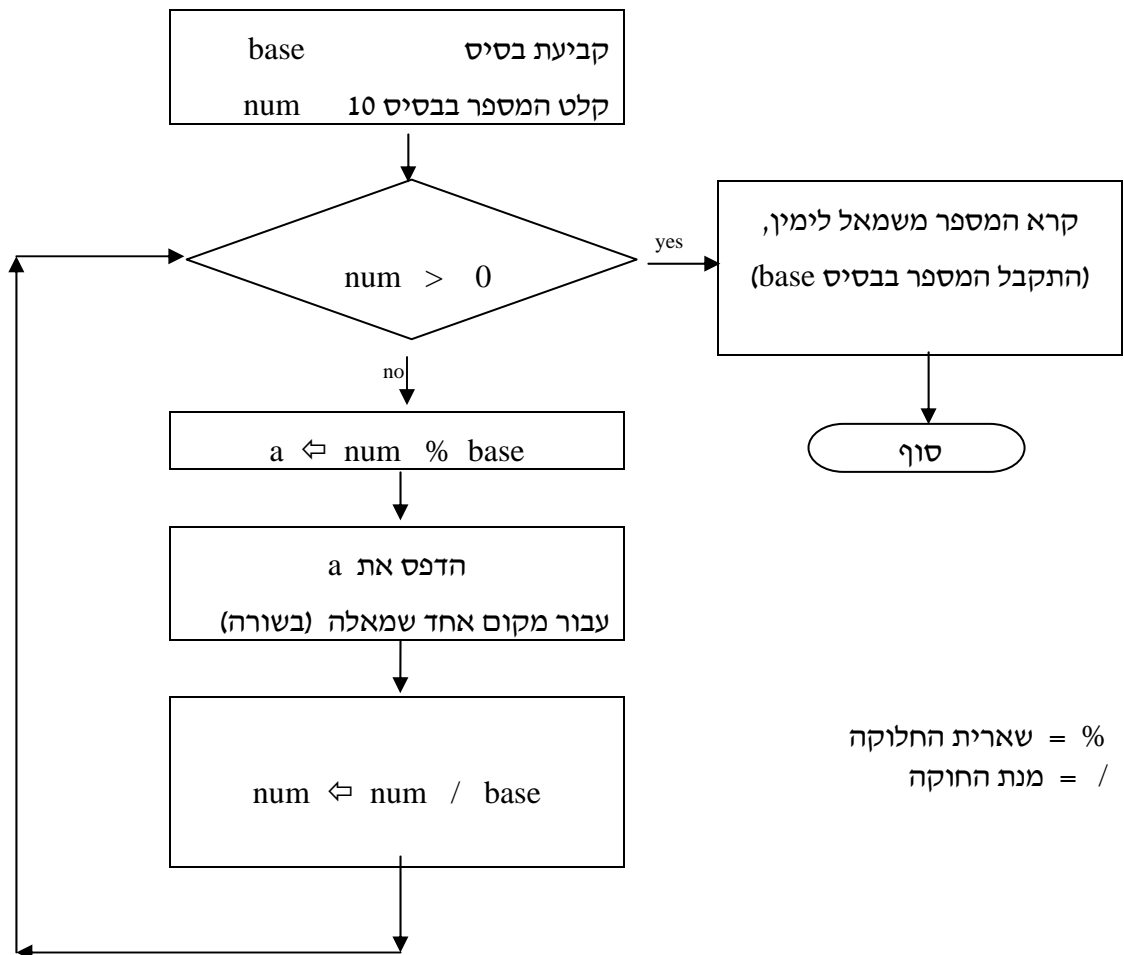 קביעת בסיס base
קלט המספר בבסיס 10 num
num > 0
yes
קרא המספר משמאל לימין,
(התקבל המספר בבסיס base)
סוף
no
a ⇦ num % base
הדפס את a
עבור מקום אחד שמאלה (בשורה)
num ⇦ num / base
% = שארית החלוקה
/ = מנת החוקה